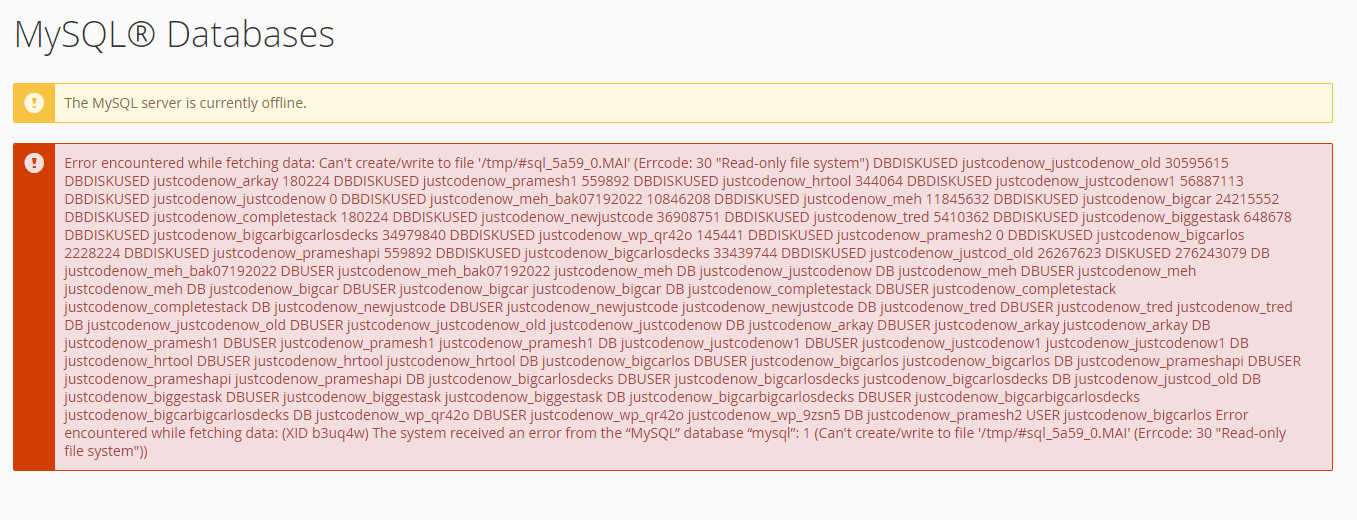 MySQL® Databases
The MySQL server is currently offline.
Error encountered while fetching data: Can't create/write to file '/tmp/#sql_5a59_0.MAI' (Errcode: 30 "Read-only file system") DBDISKUSED justcodenow_justcodenow_old 30595615
DBDISKUSED justcodenow_arkay 180224 DBDISKUSED justcodenow_pramesh1 559892 DBDISKUSED justcodenow_hrtool 344064 DBDISKUSED justcodenow_justcodenow1 56887113
DBDISKUSED justcodenow_justcodenow 0 DBDISKUSED justcodenow_meh_bak07192022 10846208 DBDISKUSED justcodenow_meh 11845632 DBDISKUSED justcodenow_bigcar 24215552
DBDISKUSED justcodenow_completestack 180224 DBDISKUSED justcodenow_newjustcode 36908751 DBDISKUSED justcodenow_tred 5410362 DBDISKUSED justcodenow_biggestask 648678
DBDISKUSED justcodenow_bigcarbigcarlosdecks 34979840 DBDISKUSED justcodenow_wp_qr42o 145441 DBDISKUSED justcodenow_pramesh2 0 DBDISKUSED justcodenow_bigcarlos
2228224 DBDISKUSED justcodenow_prameshapi 559892 DBDISKUSED justcodenow_bigcarlosdecks 33439744 DBDISKUSED justcodenow_justcod_old 26267623 DISKUSED 276243079 DB
justcodenow_meh_bak07192022 DBUSER justcodenow_meh_bak07192022 justcodenow_meh DB justcodenow_justcodenow DB justcodenow_meh DBUSER justcodenow_meh
justcodenow_meh DB justcodenow_bigcar DBUSER justcodenow_bigcar justcodenow_bigcar DB justcodenow_completestack DBUSER justcodenow_completestack
justcodenow_completestack DB justcodenow_newjustcode DBUSER justcodenow_newjustcode justcodenow_newjustcode DB justcodenow_tred DBUSER justcodenow_tred justcodenow_tred
DB justcodenow_justcodenow_old DBUSER justcodenow_justcodenow_old justcodenow_justcodenow DB justcodenow_arkay DBUSER justcodenow_arkay justcodenow_arkay DB
justcodenow_pramesh1 DBUSER justcodenow_pramesh1 justcodenow_pramesh1 DB justcodenow_justcodenow1 DBUSER justcodenow_justcodenow1 justcodenow_justcodenow1 DB
justcodenow_hrtool DBUSER justcodenow_hrtool justcodenow_hrtool DB justcodenow_bigcarlos DBUSER justcodenow_bigcarlos justcodenow_bigcarlos DB justcodenow_prameshapi DBUSER
justcodenow_prameshapi justcodenow_prameshapi DB justcodenow_bigcarlosdecks DBUSER justcodenow_bigcarlosdecks justcodenow_bigcarlosdecks DB justcodenow_justcod_old DB
justcodenow_biggestask DBUSER justcodenow_biggestask justcodenow_biggestask DB justcodenow_bigcarbigcarlosdecks DBUSER justcodenow_bigcarbigcarlosdecks
justcodenow_bigcarbigcarlosdecks DB justcodenow_wp_qr42o DBUSER justcodenow_wp_qr42o justcodenow_wp_9zsn5 DB justcodenow_pramesh2 USER justcodenow_bigcarlos Error
encountered while fetching data: (XID b3uq4w) The system received an error from the “MySQL” database “mysql”: 1 (Can't create/write to file '/tmp/#sql_5a59_0.MAI' (Errcode: 30 "Read-only
file system"))